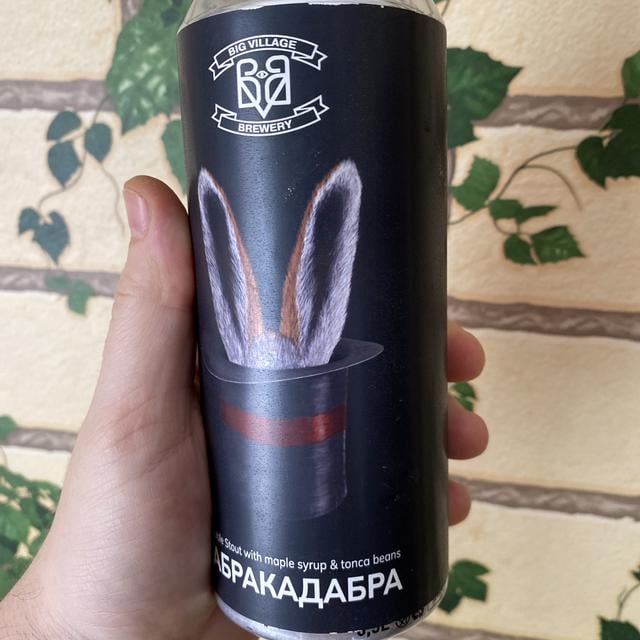 BIG VILLAGE
BREWERY
Stout with maple syrup & tonca beans
АБРАКАДАБРА